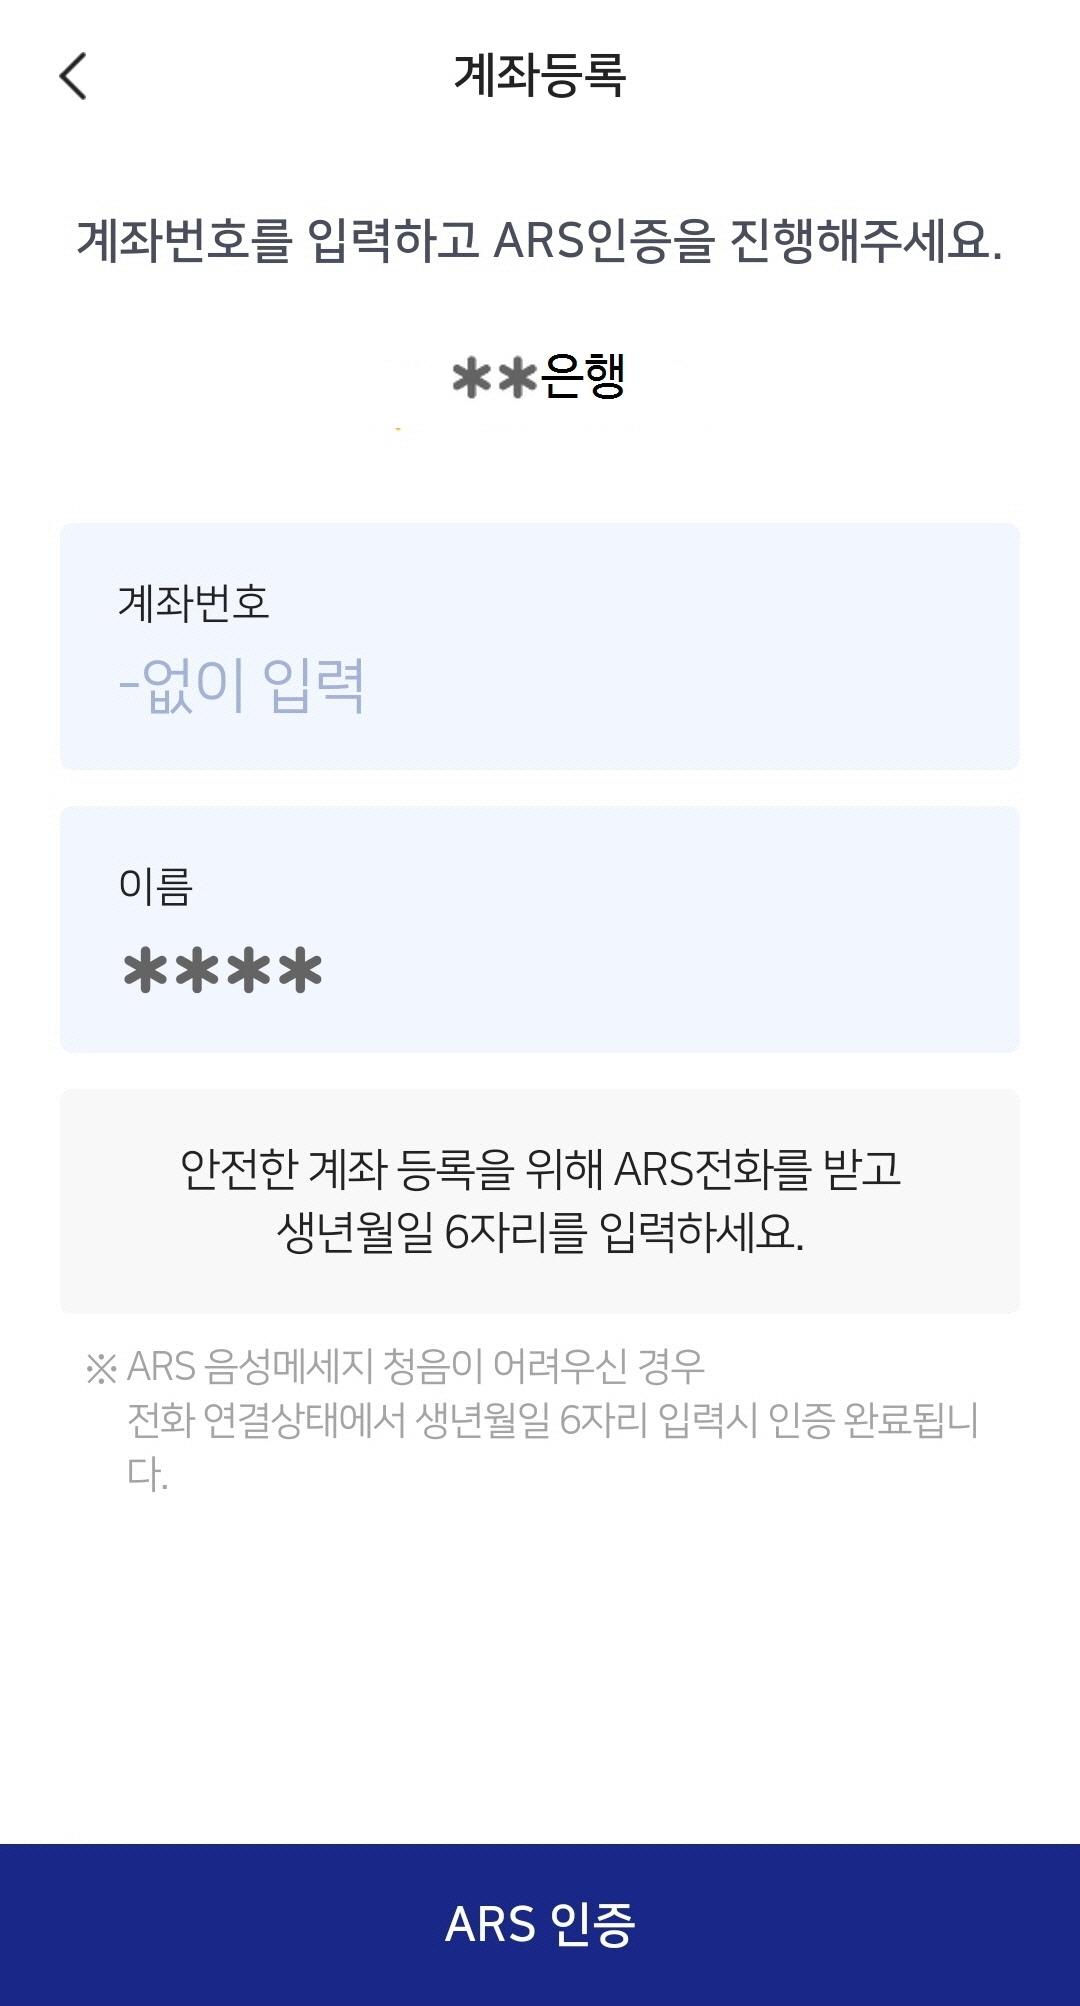 계좌등록
계좌번호를 입력하고 ARS인증을 진행해주세요.
**은행
계좌번호
-없이 입력
이름
****
안전한 계좌 등록을 위해 ARS전화를 받고
생년월일 6자리를 입력하세요.
※ ARS 음성메세지 청음이 어려우신 경우
전화 연결상태에서 생년월일 6자리 입력시 인증 완료됩니
다.
ARS 인증